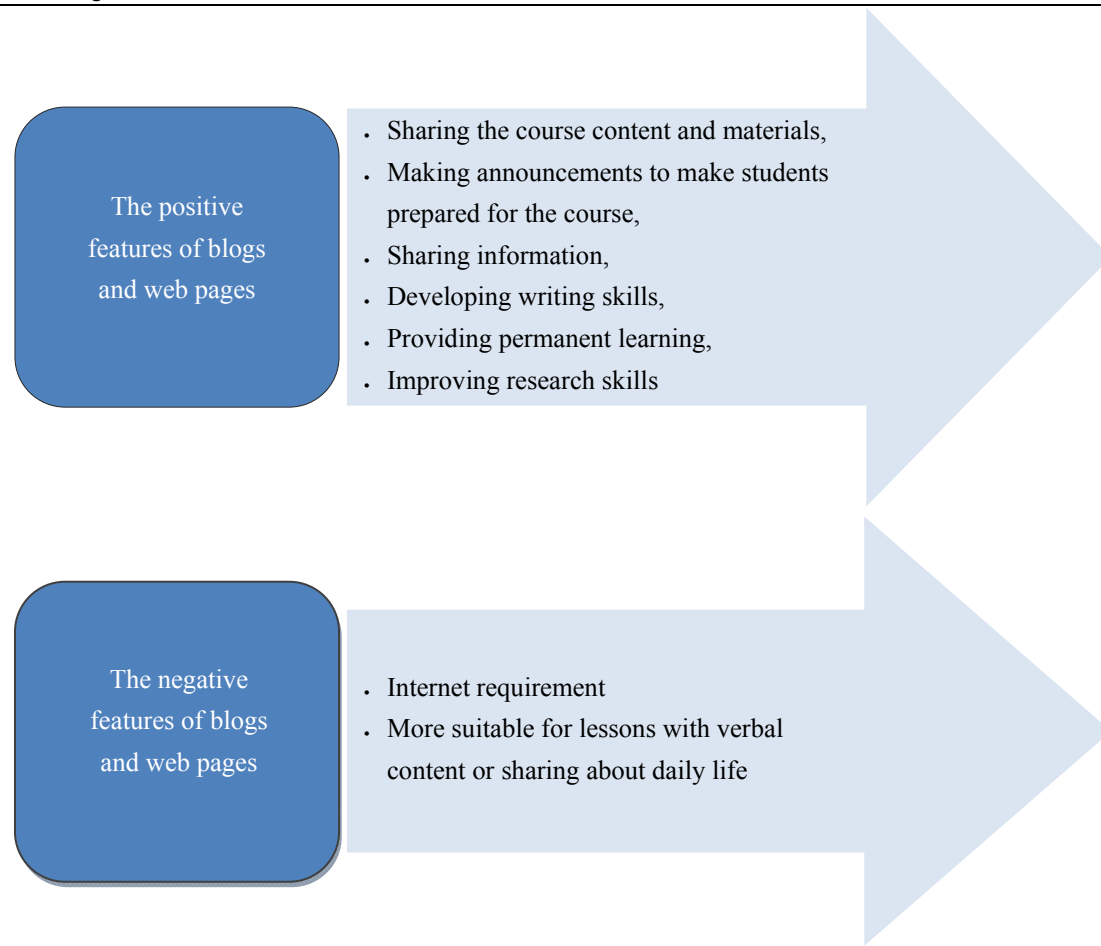 The positive
features of blogs
and web pages
• Sharing the course content and materials,
• Making announcements to make students
prepared for the course,
• Sharing information,
• Developing writing skills,
• Providing permanent learning,
• Improving research skills
The negative
features of blogs
and web pages
• Internet requirement
• More suitable for lessons with verbal
content or sharing about daily life